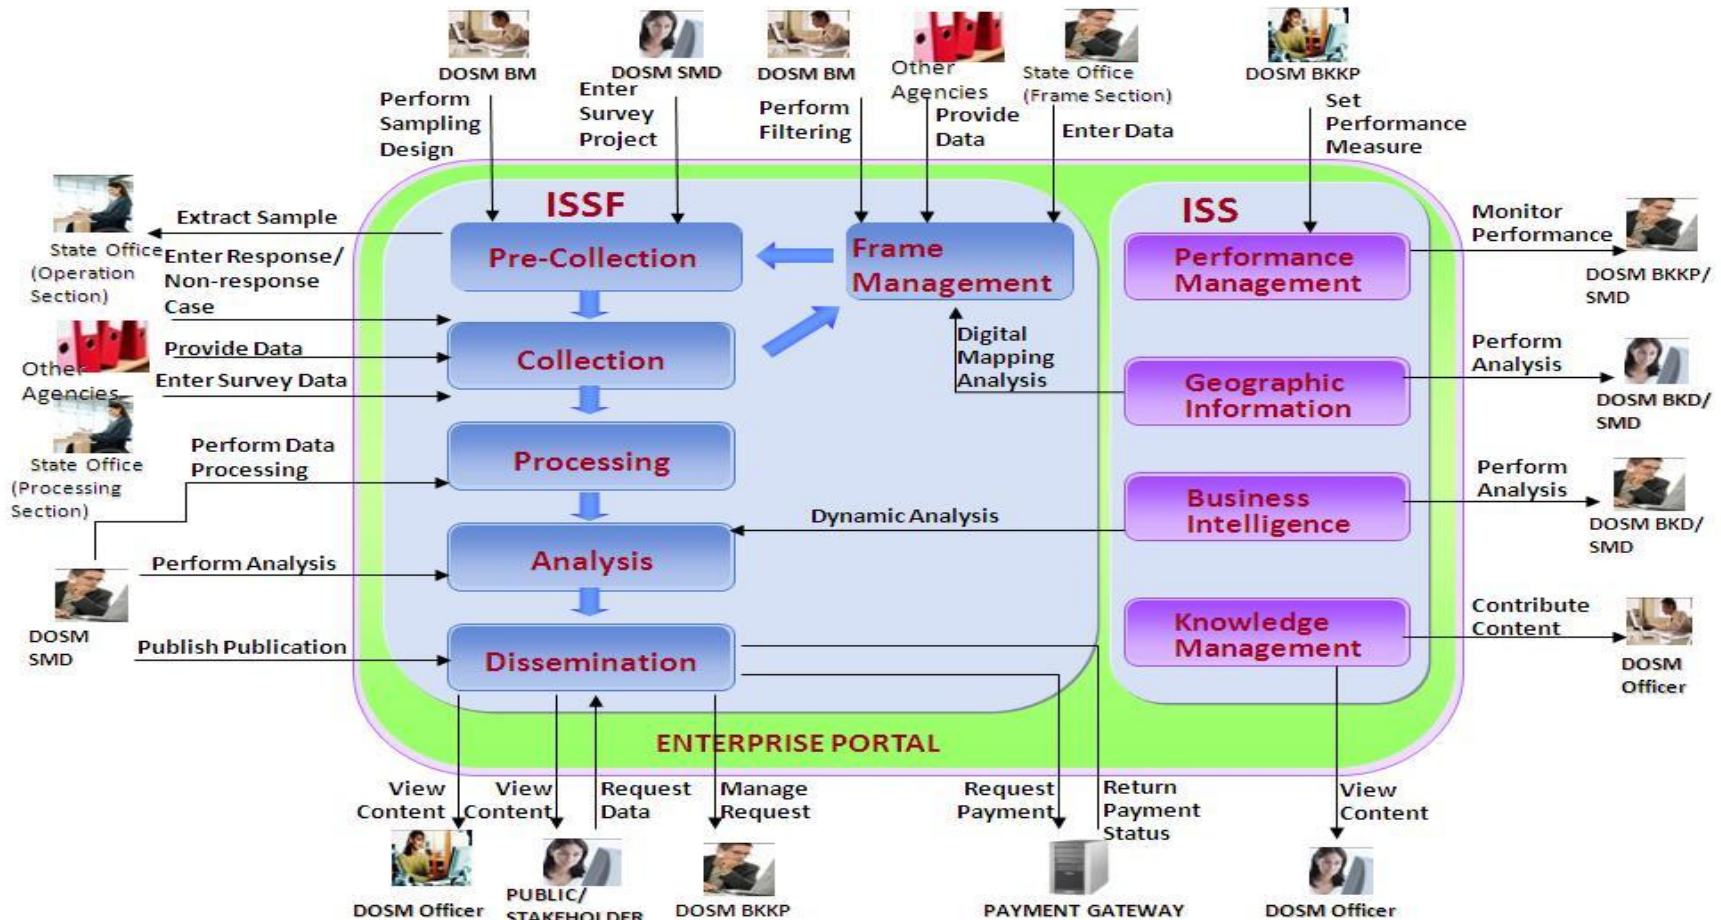 DOSM BM
DOSM SMD
DOSM BM
Other
Agencies
State Office
(Frame Section)
DOSM BKKP
Perform
Sampling
Design
Enter
Survey
Project
Perform
Filtering
Provide
Data
Enter Data
Set
Performance
Measure
ISSF
ISS
Extract Sample
State Office
(Operation
Section)
Enter Response/
Non-response
Case
Pre-Collection
Frame
Management
Performance
Management
Monitor
Performance
DOSM BKKP/
SMD
Provide Data
Other
Agencies
Enter Survey Data
Collection
Digital
Mapping
Analysis
Geographic
Information
Perform
Analysis
DOSM BKD/
SMD
State Office
(Processing
Section)
Perform Data
Processing
Processing
Dynamic Analysis
Business
Intelligence
Perform
Analysis
DOSM BKD/
SMD
Perform Analysis
Analysis
DOSM
SMD
Publish Publication
Dissemination
Knowledge
Management
Contribute
Content
DOSM
Officer
ENTERPRISE PORTAL
View
Content
View
Content
Request
Data
Manage
Request
Request
Payment
Return
Payment
Status
View
Content
DOSM Officer
PUBLIC/
STAKEHOLDER
DOSM BKKP
PAYMENT GATEWAY
DOSM Officer